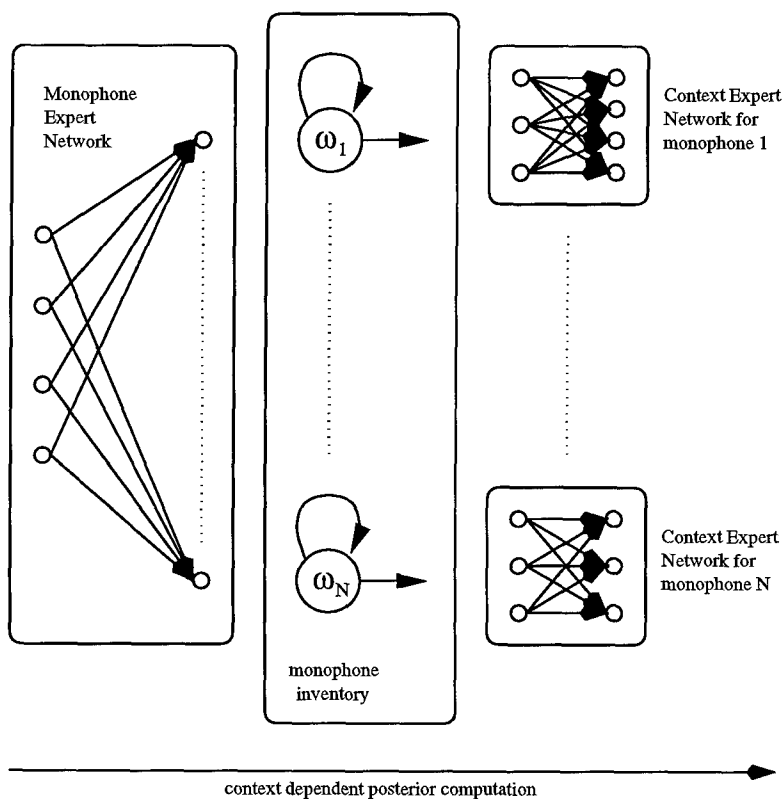 Monophone
Expert
Network
ω1
ωN
monophone
inventory
Context Expert
Network for
monophone 1
Context Expert
Network for
monophone N
context dependent posterior computation